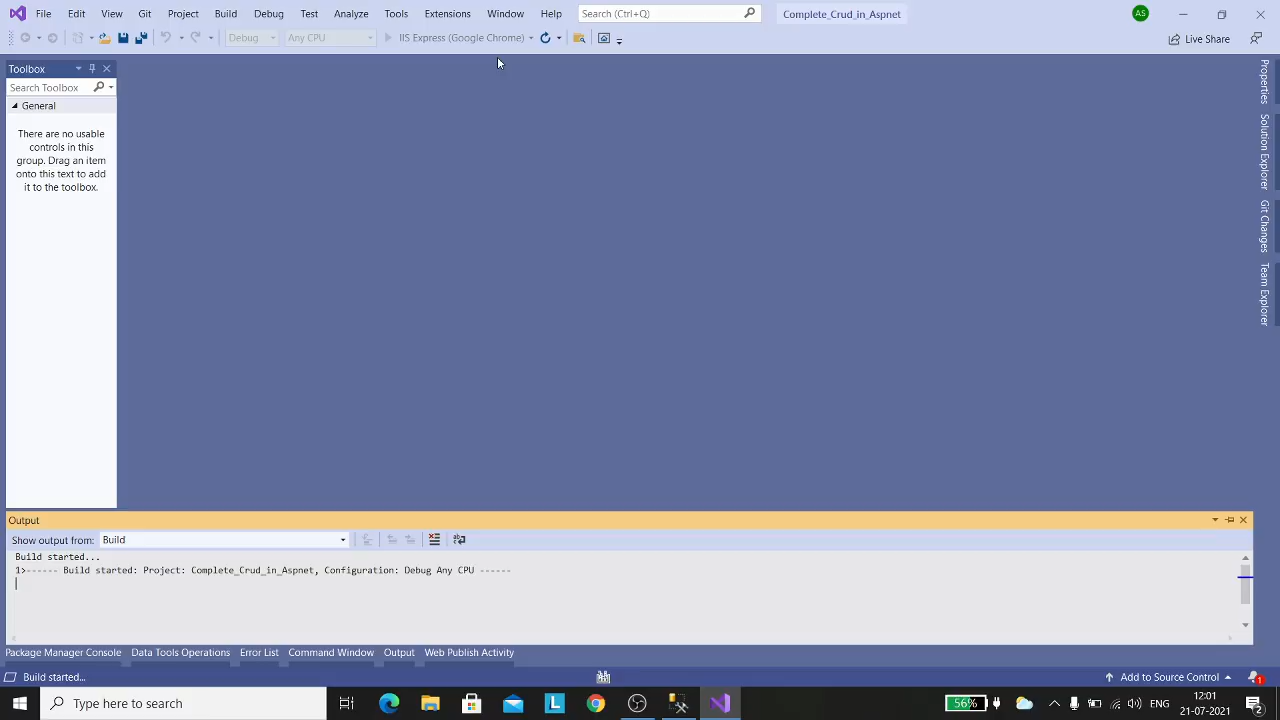 File Edit View Git Project Build Debug Test Analyze Tools Extensions Window Help Search (Ctrl+Q) Complete_Crud_in_Aspnet AS
Debug Any CPU IIS Express (Google Chrome) Live Share
Toolbox
Search Toolbox
General
There are no usable
controls in this
group. Drag an item
onto this text to add
it to the toolbox.
Properties
Solution Explorer
Git Changes
Team Explorer
Output
Show output from: Build
Build started...
1>------ Build started: Project: Complete_Crud_in_Aspnet, Configuration: Debug Any CPU ------
Package Manager Console Data Tools Operations Error List Command Window Output Web Publish Activity
Build started... Add to Source Control 1
Type here to search L 56% ENG 12:01
21-07-2021 2